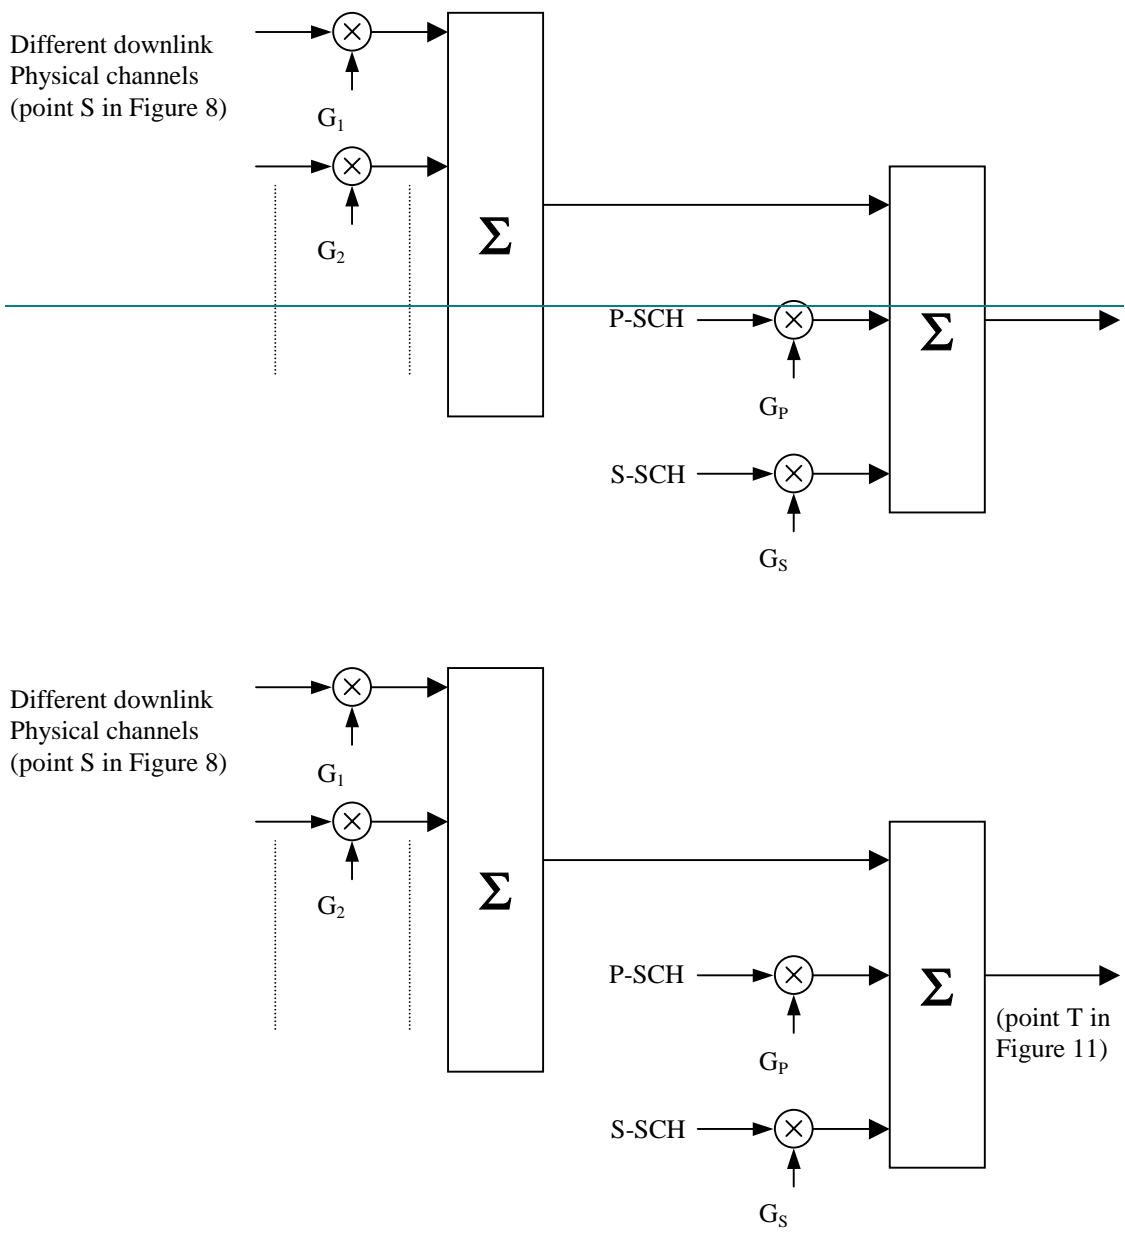 Different downlink
Physical channels
(point S in Figure 8)
G1
G2
Σ
P-SCH
Σ
GP
S-SCH
GS
Different downlink
Physical channels
(point S in Figure 8)
G1
G2
Σ
P-SCH
Σ
(point T in
Figure 11)
GP
S-SCH
GS